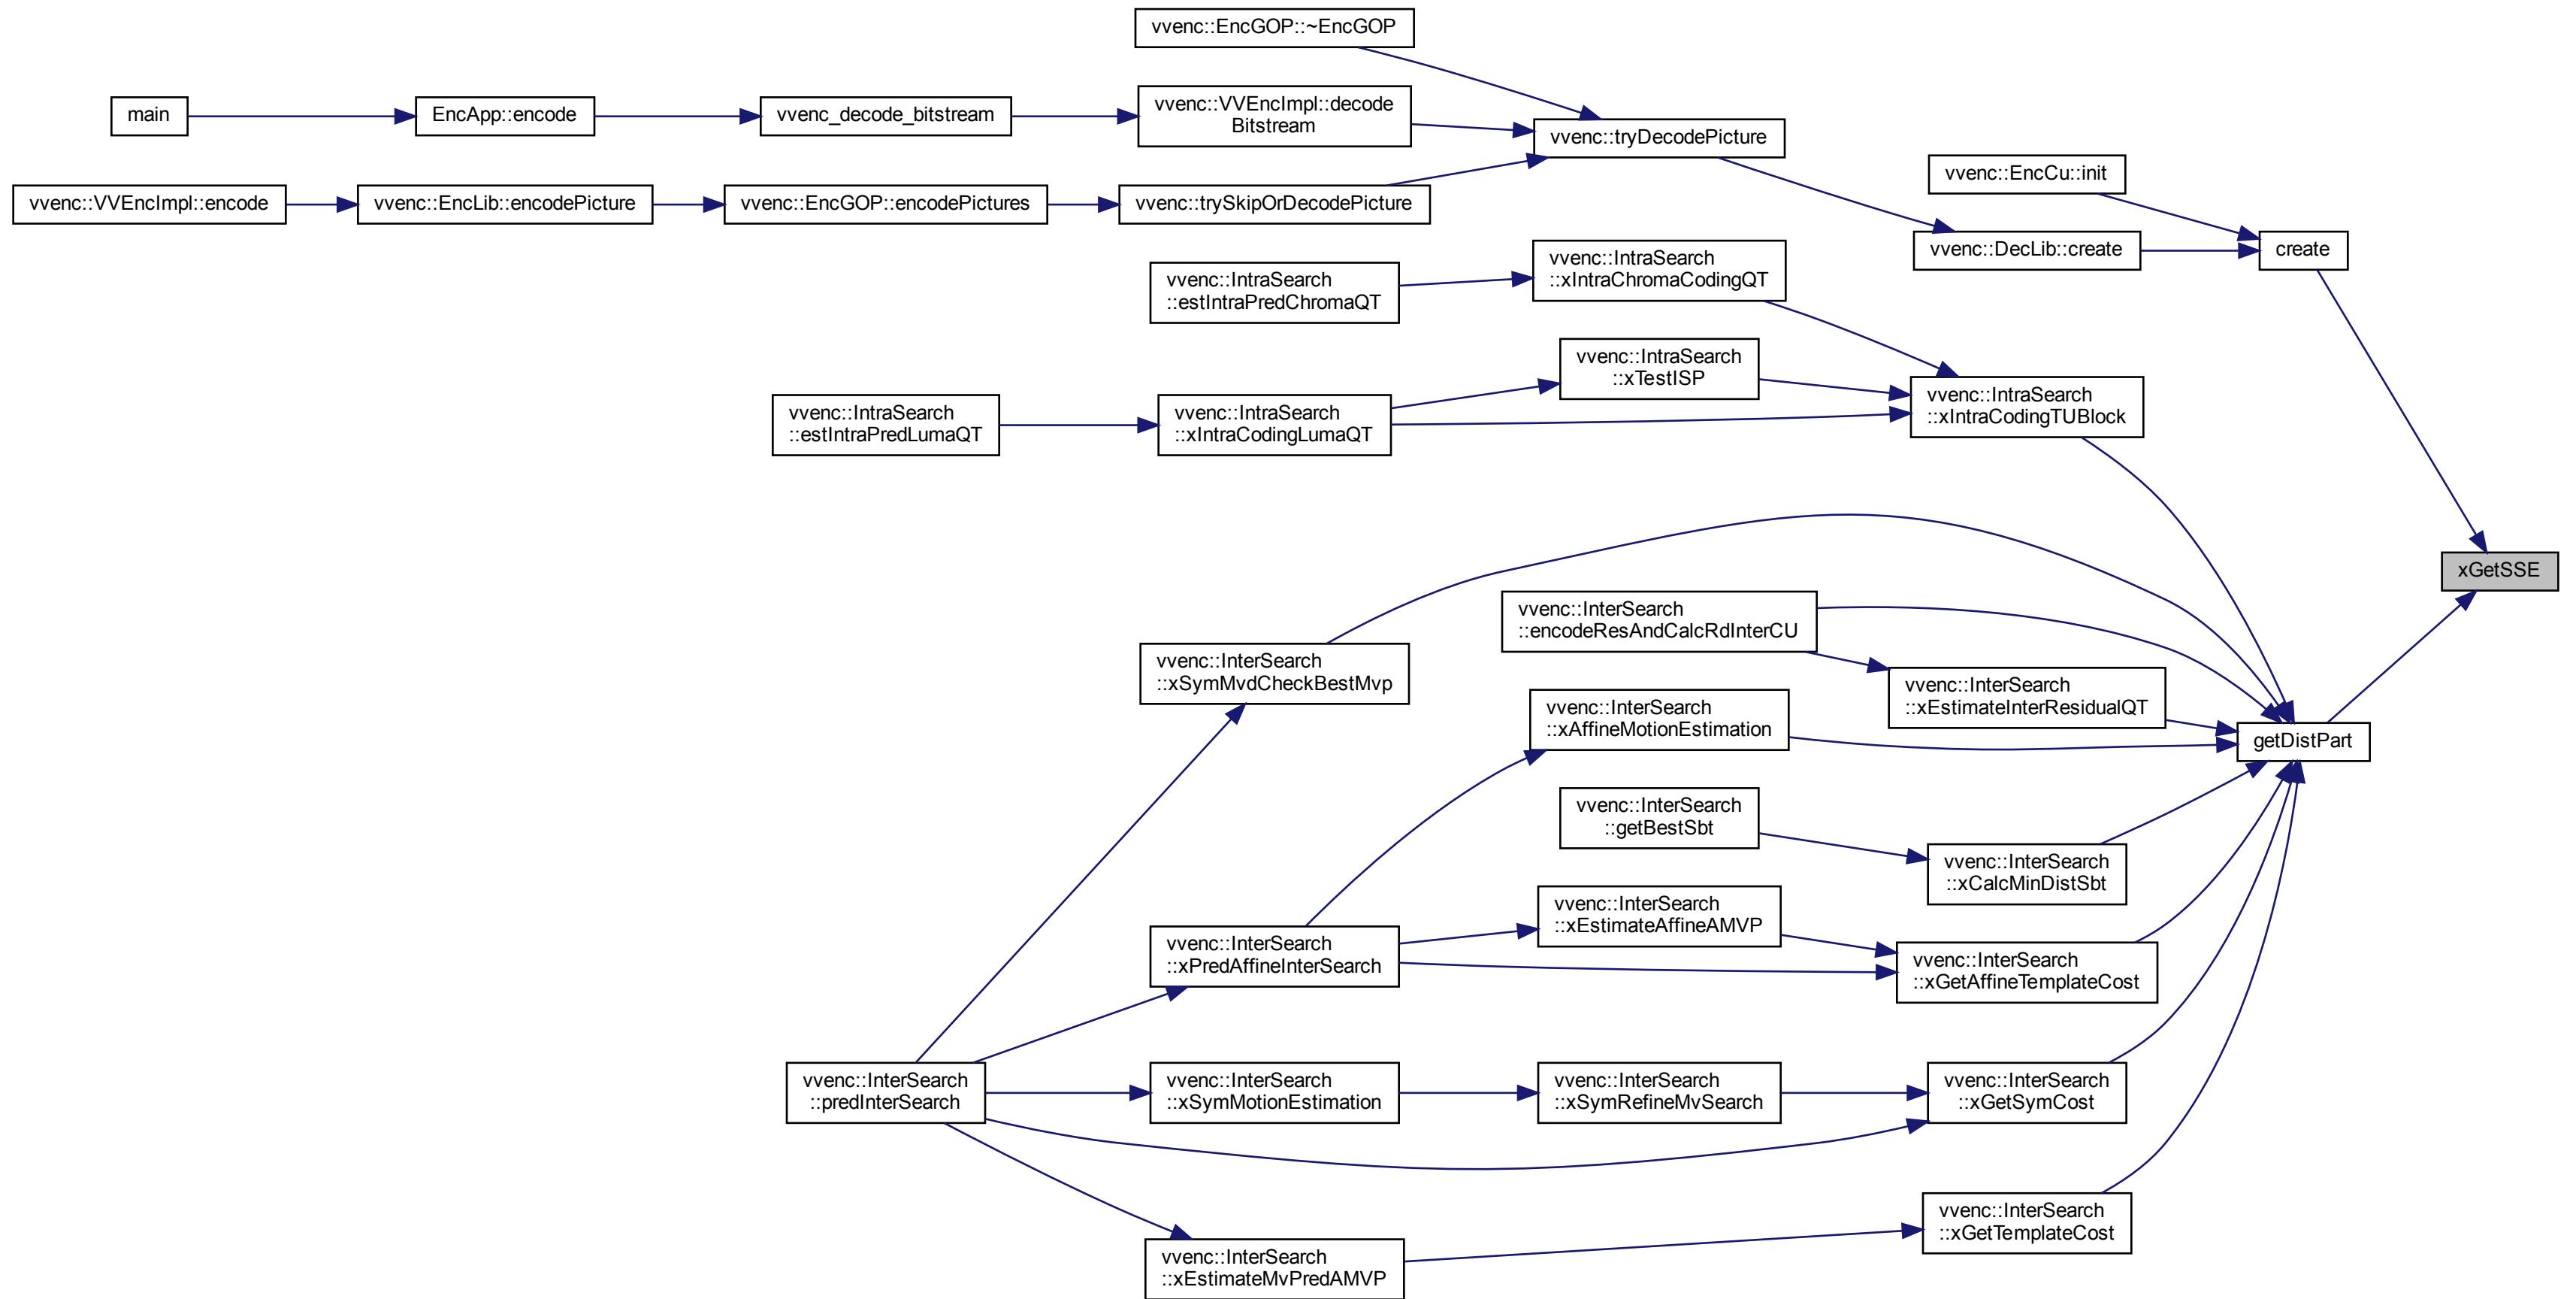 vvenc::EncGOP::~EncGOP
main
EncApp::encode
vvenc_decode_bitstream
vvenc::VVEncImpl::decode
Bitstream
vvenc::tryDecodePicture
vvenc::EncCu::init
vvenc::VVEncImpl::encode
vvenc::EncLib::encodePicture
vvenc::EncGOP::encodePictures
vvenc::trySkipOrDecodePicture
vvenc::DecLib::create
create
vvenc::IntraSearch
::xIntraChromaCodingQT
vvenc::IntraSearch
::estIntraPredChromaQT
vvenc::IntraSearch
::xTestISP
vvenc::IntraSearch
::xIntraCodingTUBlock
vvenc::IntraSearch
::estIntraPredLumaQT
vvenc::IntraSearch
::xIntraCodingLumaQT
xGetSSE
vvenc::InterSearch
::encodeResAndCalcRdInterCU
vvenc::InterSearch
::xSymMvdCheckBestMvp
vvenc::InterSearch
::xEstimateInterResidualQT
vvenc::InterSearch
::xAffineMotionEstimation
getDistPart
vvenc::InterSearch
::getBestSbt
vvenc::InterSearch
::xCalcMinDistSbt
vvenc::InterSearch
::xEstimateAffineAMVP
vvenc::InterSearch
::xPredAffineInterSearch
vvenc::InterSearch
::xGetAffineTemplateCost
vvenc::InterSearch
::predInterSearch
vvenc::InterSearch
::xSymMotionEstimation
vvenc::InterSearch
::xSymRefineMvSearch
vvenc::InterSearch
::xGetSymCost
vvenc::InterSearch
::xGetTemplateCost
vvenc::InterSearch
::xEstimateMvPredAMVP